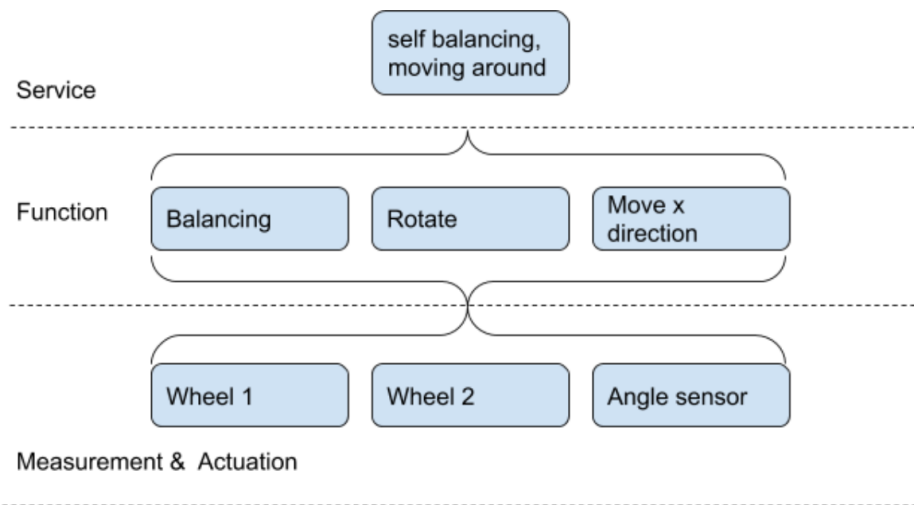 self balancing,
moving around
Service
Function
Balancing
Rotate
Move x
direction
Wheel 1
Wheel 2
Angle sensor
Measurement & Actuation